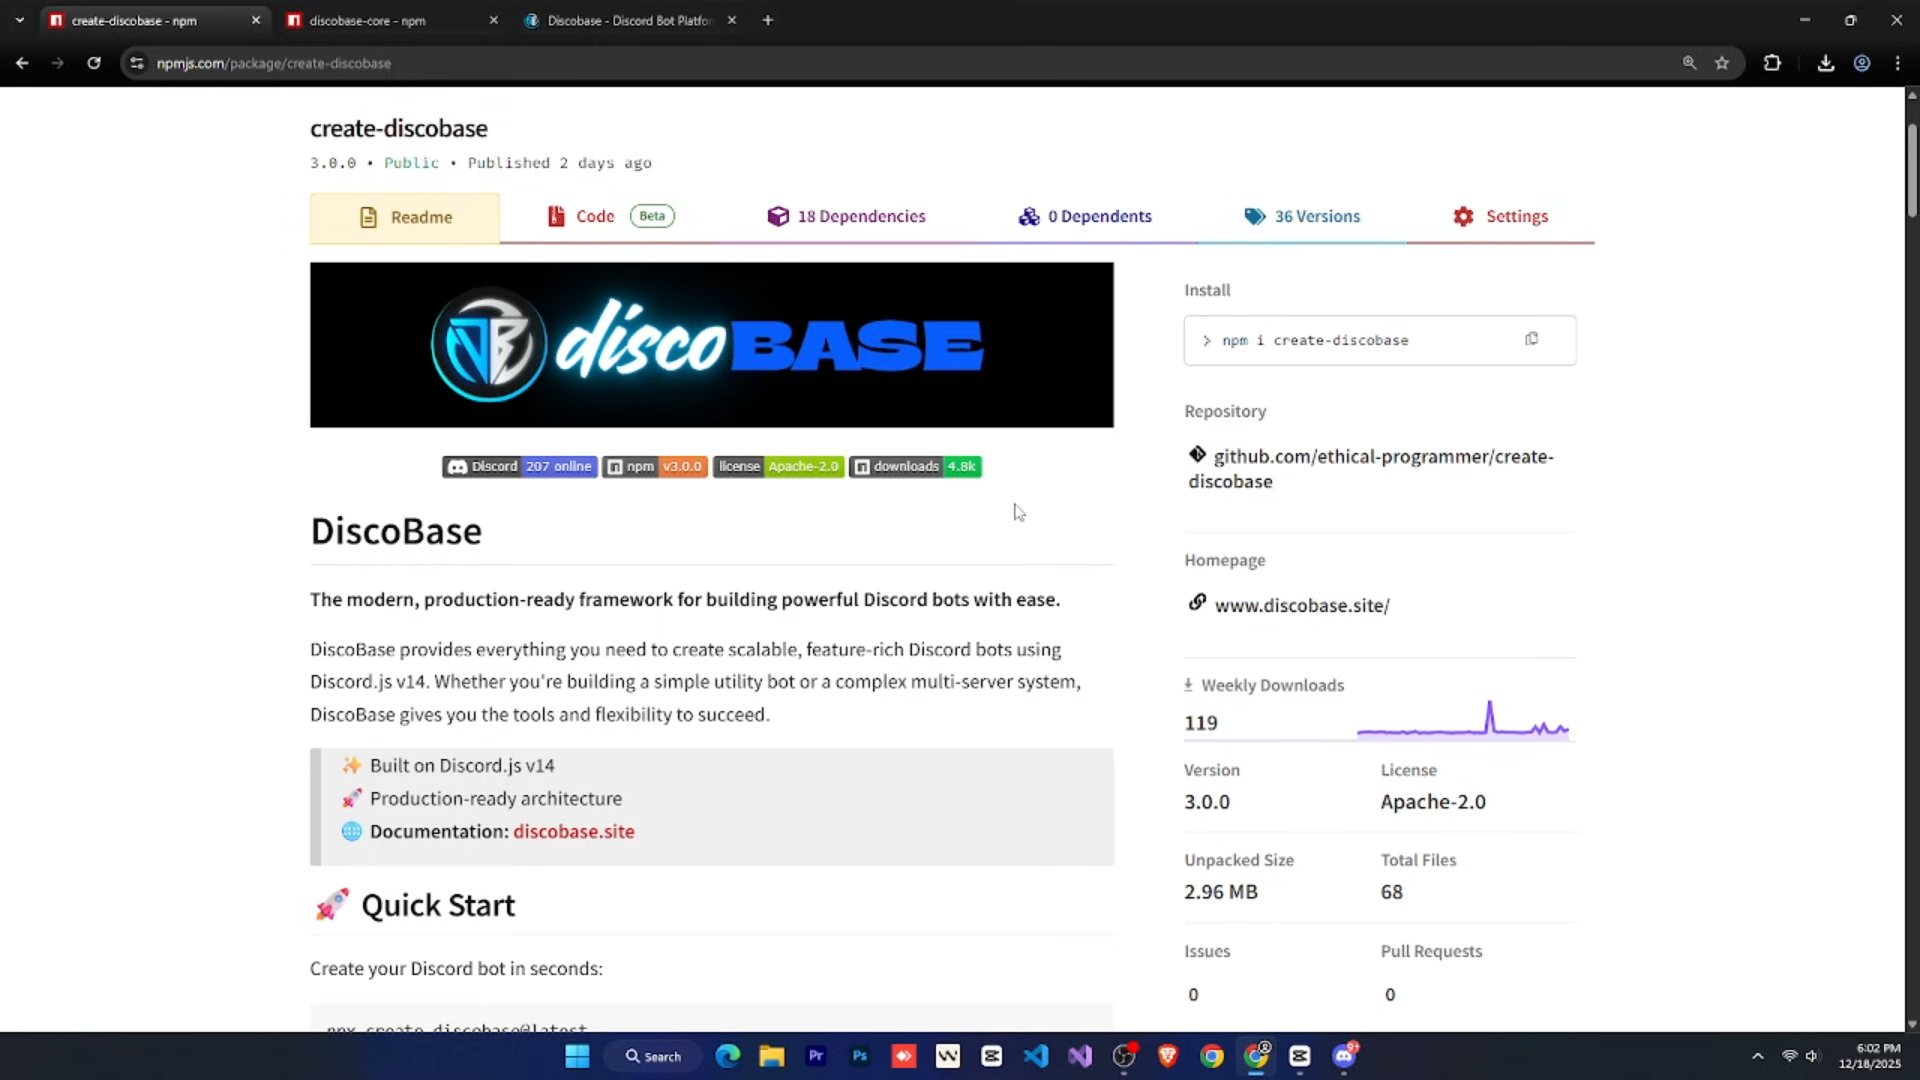 create-discobase - npm
discobase-core - npm
Discobase - Discord Bot Platfo
npmjs.com/package/create-discobase
create-discobase
3.0.0 • Public • Published 2 days ago
Readme
Code Beta
18 Dependencies
0 Dependents
36 Versions
Settings
discoBASE
Discord 207 online npm v3.0.0 license Apache-2.0 downloads 4.8k
DiscoBase
The modern, production-ready framework for building powerful Discord bots with ease.
DiscoBase provides everything you need to create scalable, feature-rich Discord bots using
Discord.js v14. Whether you're building a simple utility bot or a complex multi-server system,
DiscoBase gives you the tools and flexibility to succeed.
✨ Built on Discord.js v14
🚀 Production-ready architecture
🌐 Documentation: discobase.site
🚀 Quick Start
Create your Discord bot in seconds:
npx create-discobase@latest
Install
> npm i create-discobase
Repository
github.com/ethical-programmer/create-
discobase
Homepage
www.discobase.site/
Weekly Downloads
119
Version
3.0.0
License
Apache-2.0
Unpacked Size
2.96 MB
Total Files
68
Issues
0
Pull Requests
0
Search
6:02 PM
12/18/2025